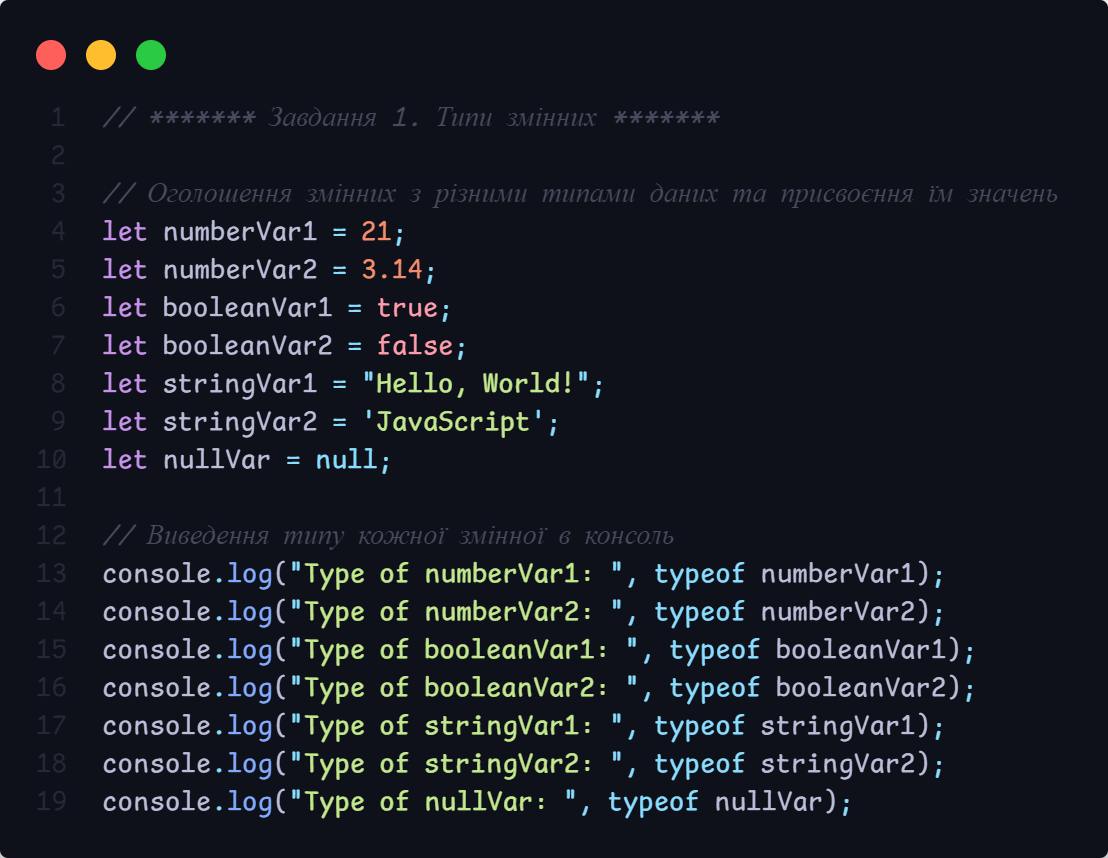 1 // ******* Завдання 1. Типи змінних *******
2
3 // Оголошення змінних з різними типами даних та присвоєння їм значень
4 let numberVar1 = 21;
5 let numberVar2 = 3.14;
6 let booleanVar1 = true;
7 let booleanVar2 = false;
8 let stringVar1 = "Hello, World!";
9 let stringVar2 = 'JavaScript';
10 let nullVar = null;
11
12 // Виведення типу кожної змінної в консоль
13 console.log("Type of numberVar1: ", typeof numberVar1);
14 console.log("Type of numberVar2: ", typeof numberVar2);
15 console.log("Type of booleanVar1: ", typeof booleanVar1);
16 console.log("Type of booleanVar2: ", typeof booleanVar2);
17 console.log("Type of stringVar1: ", typeof stringVar1);
18 console.log("Type of stringVar2: ", typeof stringVar2);
19 console.log("Type of nullVar: ", typeof nullVar);